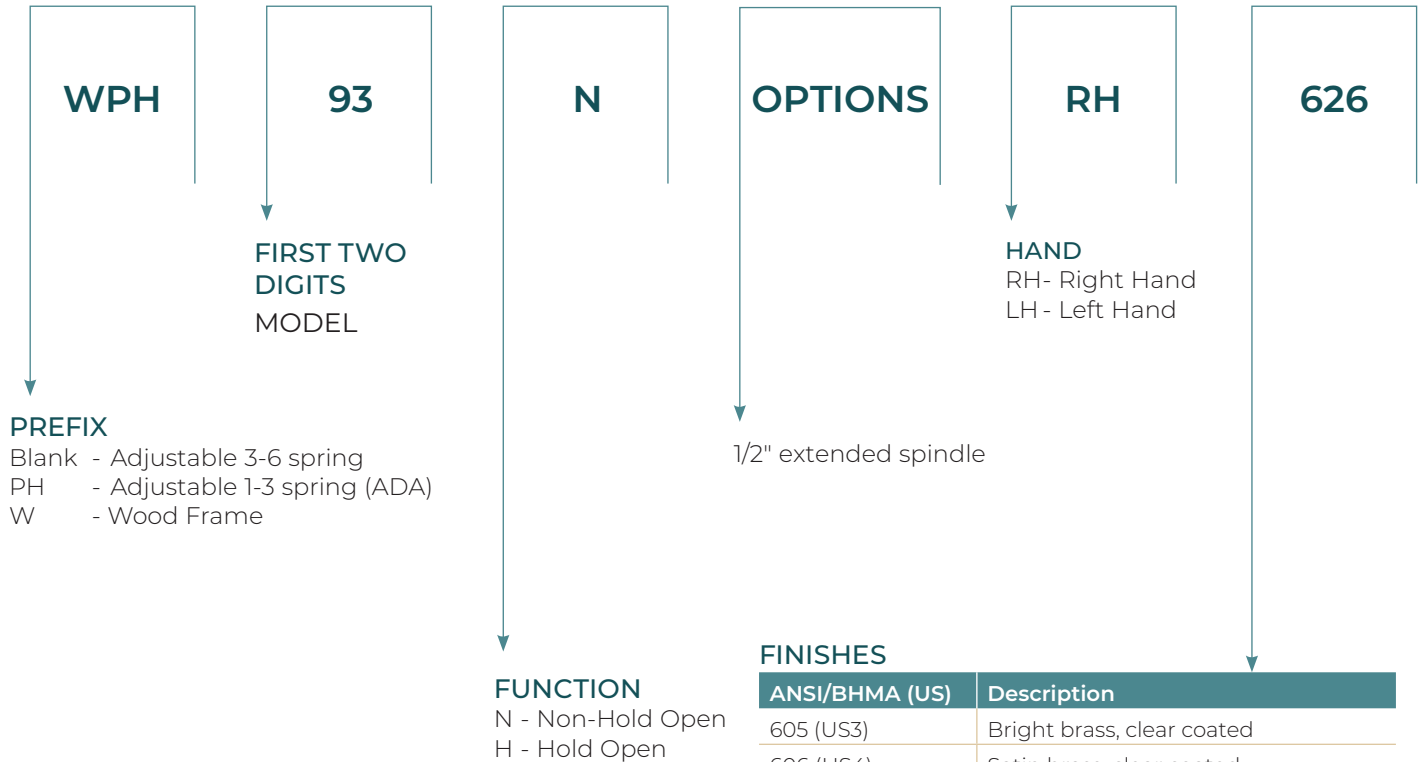 WPH 93 N OPTIONS RH 626
FIRST TWO
DIGITS
MODEL
HAND
RH- Right Hand
LH - Left Hand
PREFIX
Blank - Adjustable 3-6 spring
PH - Adjustable 1-3 spring (ADA)
W - Wood Frame
1/2" extended spindle
FUNCTION
N - Non-Hold Open
H - Hold Open
FINISHES
ANSI/BHMA (US) Description
605 (US3) Bright brass, clear coated